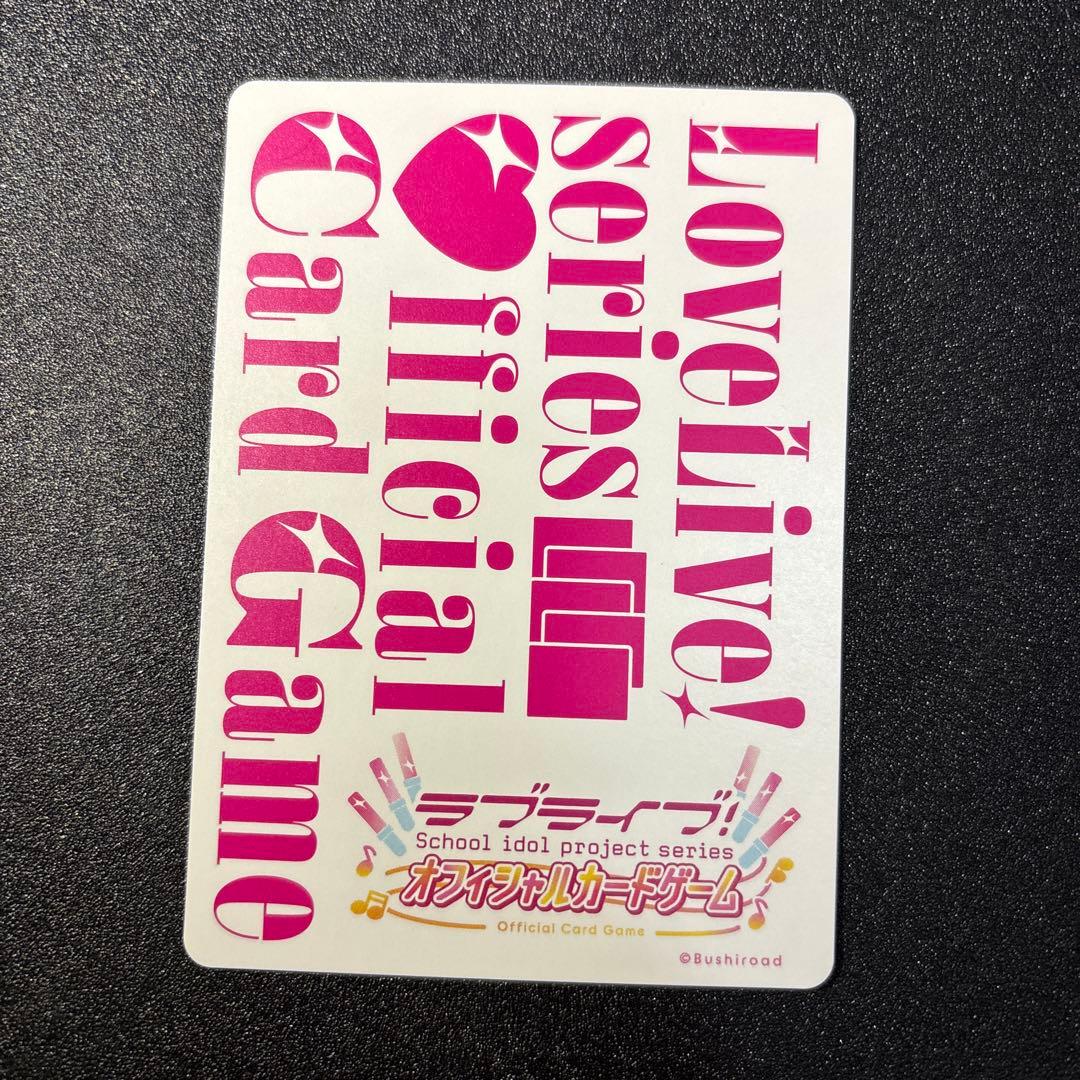 LoveLive!
series
♥fficial
Card Game
ラブライブ!
School idol project series
オフィシャルカードゲーム
Official Card Game
©Bushiroad